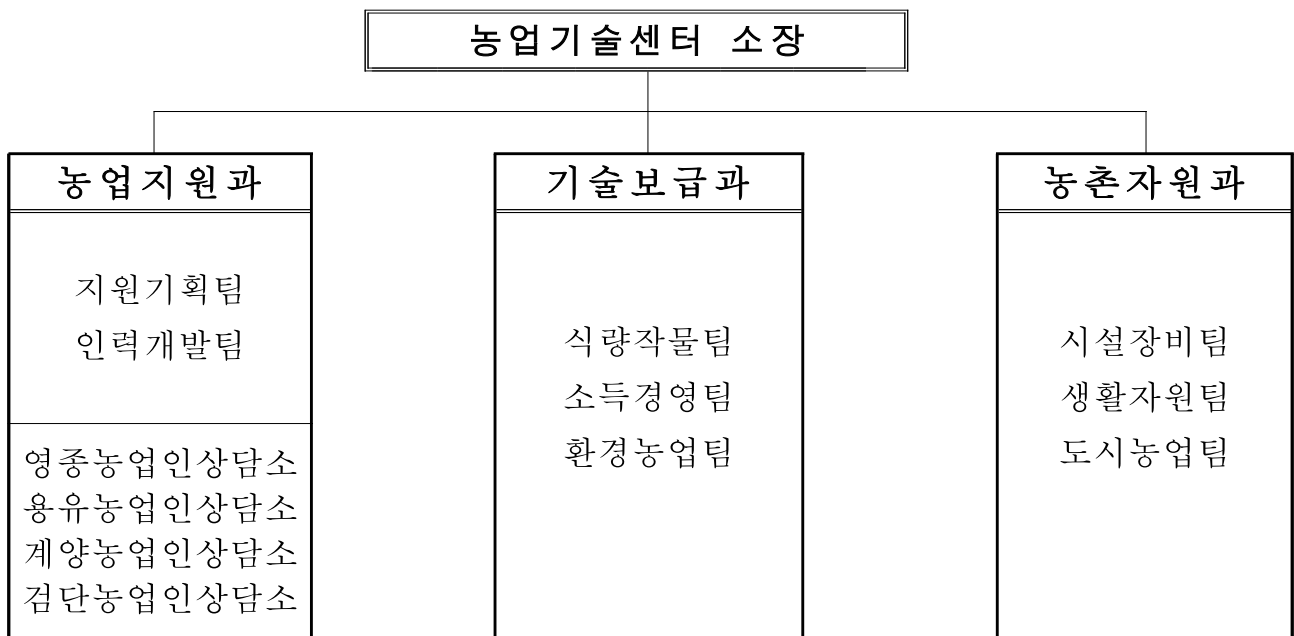 농업기술센터 소장
농업지원과
지원기획팀
인력개발팀
영종농업인상담소
용유농업인상담소
계양농업인상담소
검단농업인상담소
기술보급과
식량작물팀
소득경영팀
환경농업팀
농촌자원과
시설장비팀
생활자원팀
도시농업팀